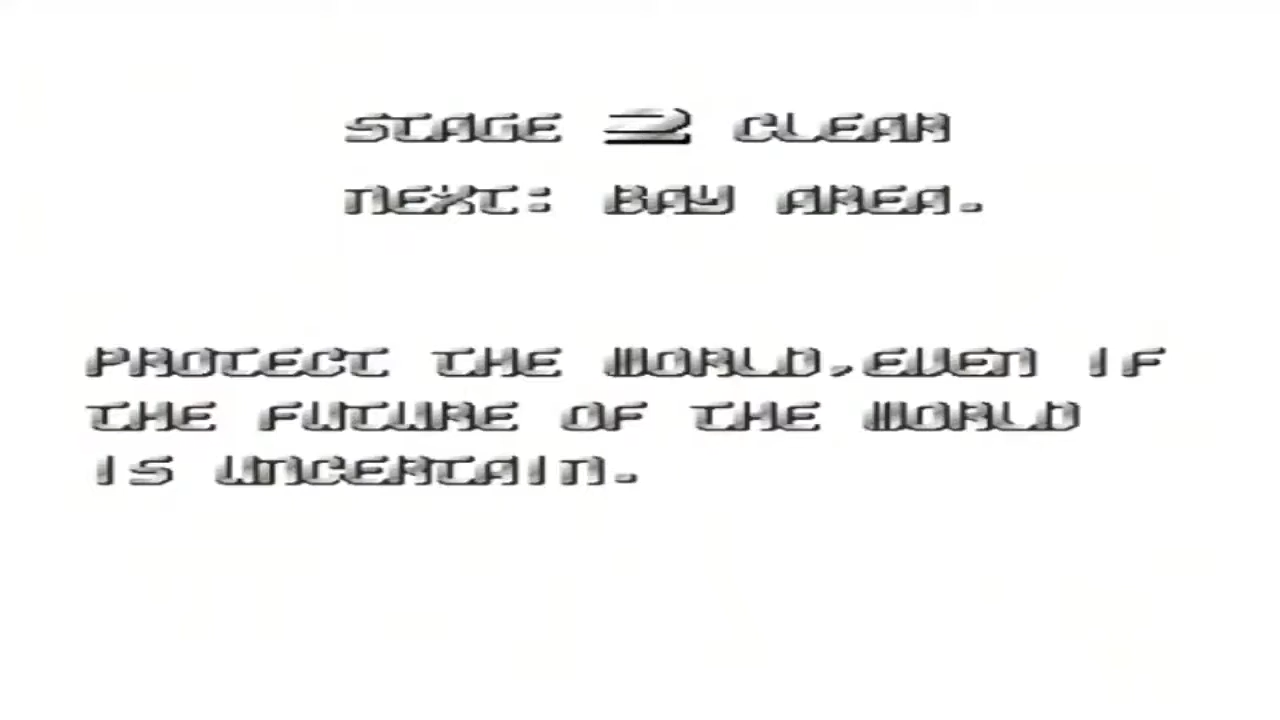 STAGE 2 CLEAR
NEXT: BAY AREA.
PROTECT THE WORLD,EVEN IF
THE FUTURE OF THE WORLD
IS UNCERTAIN.